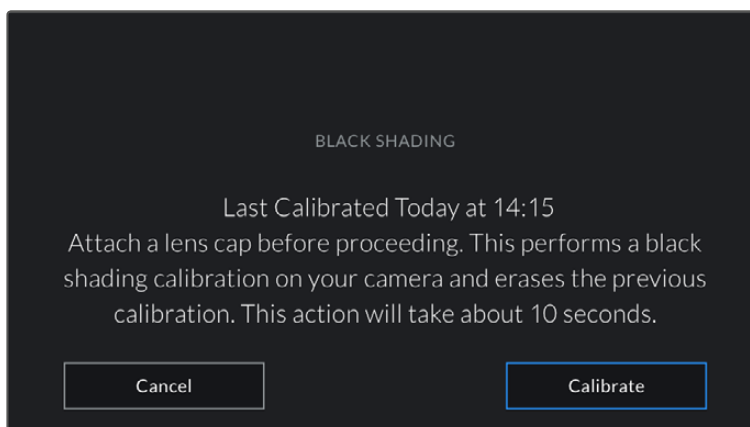 BLACK SHADING
Last Calibrated Today at 14:15
Attach a lens cap before proceeding. This performs a black
shading calibration on your camera and erases the previous
calibration. This action will take about 10 seconds.
Cancel
Calibrate